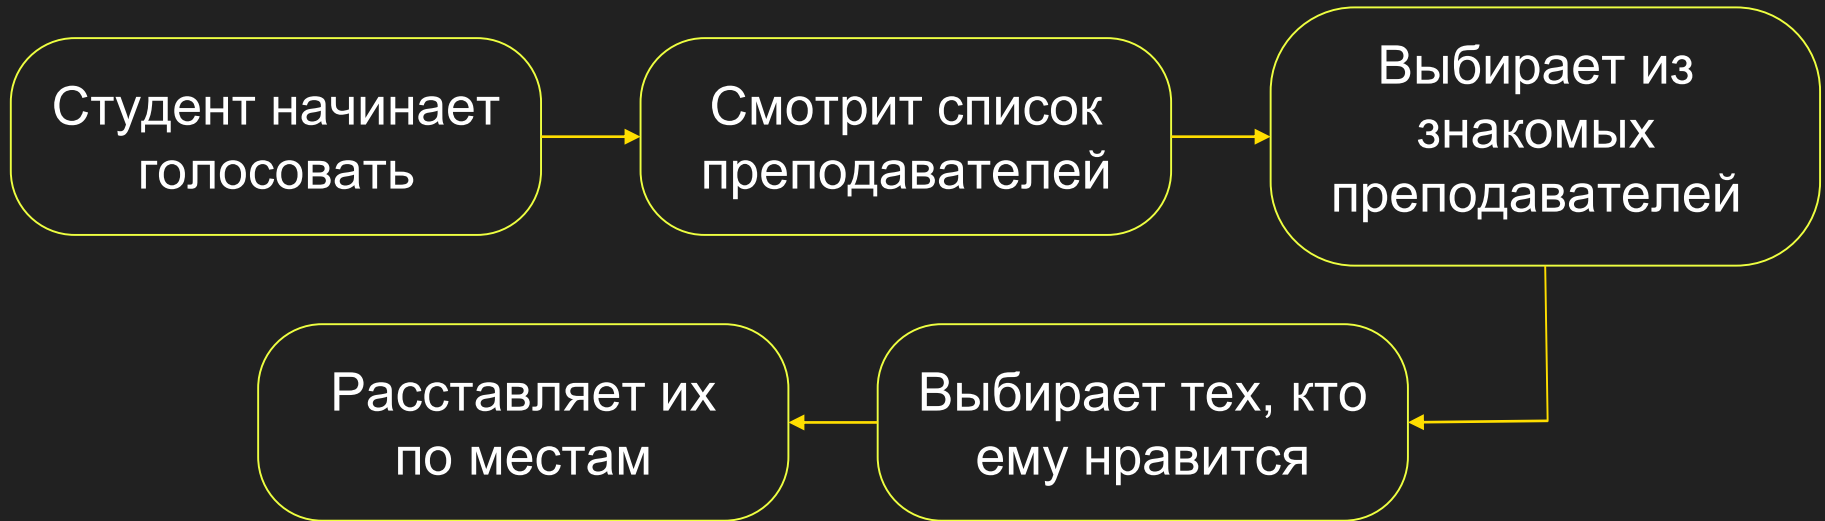 Студент начинает
голосовать
Смотрит список
преподавателей
Выбирает из
знакомых
преподавателей
Выбирает тех, кто
ему нравится
Расставляет их
по местам